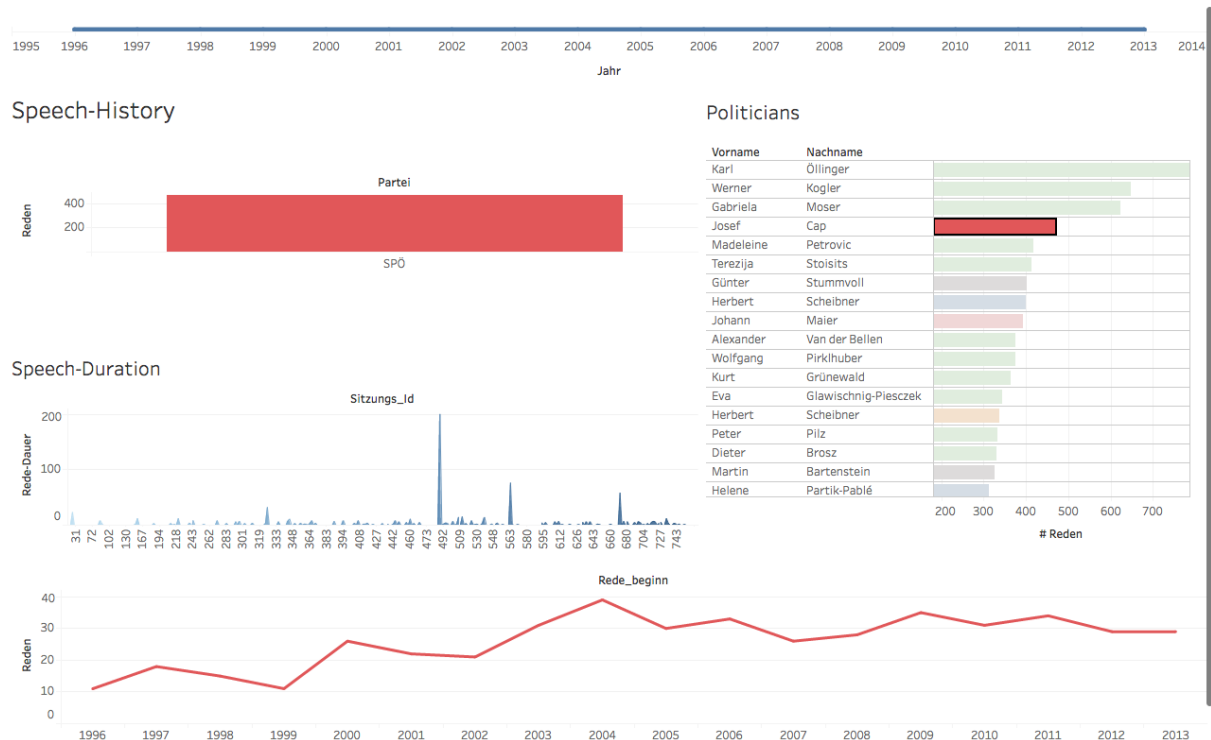 1995 1996 1997 1998 1999 2000 2001 2002 2003 2004 2005 2006 2007 2008 2009 2010 2011 2012 2013 2014
Jahr
Speech-History
Partei
Reden
400
200
SPÖ
Speech-Duration
Sitzungs_Id
Rede-Dauer
200
100
0
31 72 102 130 167 194 218 243 262 283 301 319 333 348 364 383 408 427 442 460 473 492 509 530 548 563 580 595 612 626 643 660 680 704 727 743
Politicians
Vorname Nachname
Karl Öllinger
Werner Kogler
Gabriela Moser
Josef Cap
Madeleine Petrovic
Terezija Stoisits
Günter Stummvoll
Herbert Scheibner
Johann Maier
Alexander Van der Bellen
Wolfgang Pirklhuber
Kurt Grünewald
Eva Glawischnig-Piesczek
Herbert Scheibner
Peter Pilz
Dieter Brosz
Martin Bartenstein
Helene Partik-Pablé
200 300 400 500 600 700
# Reden
Rede_beginn
Reden
40
30
20
10
0
1996 1997 1998 1999 2000 2001 2002 2003 2004 2005 2006 2007 2008 2009 2010 2011 2012 2013